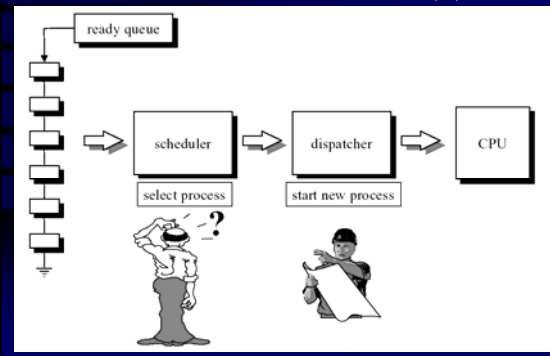 ready queue
scheduler
dispatcher
CPU
select process
start new process
?